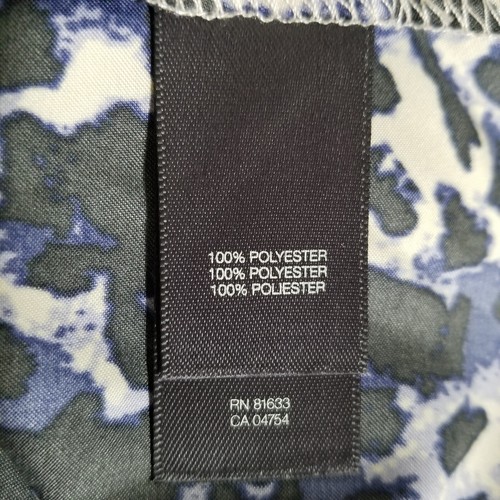 100% POLYESTER
100% POLYESTER
100% POLIESTER
RN 81633
CA 04754